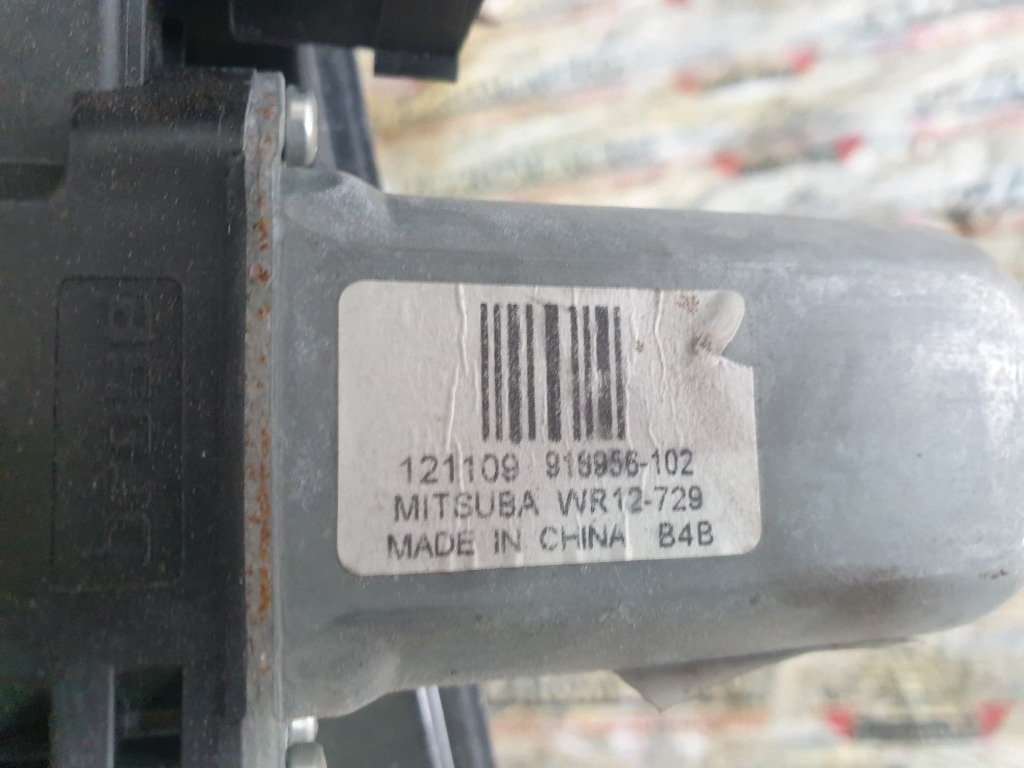 121109 918956-102
MITSUBA WR12-729
MADE IN CHINA B4B